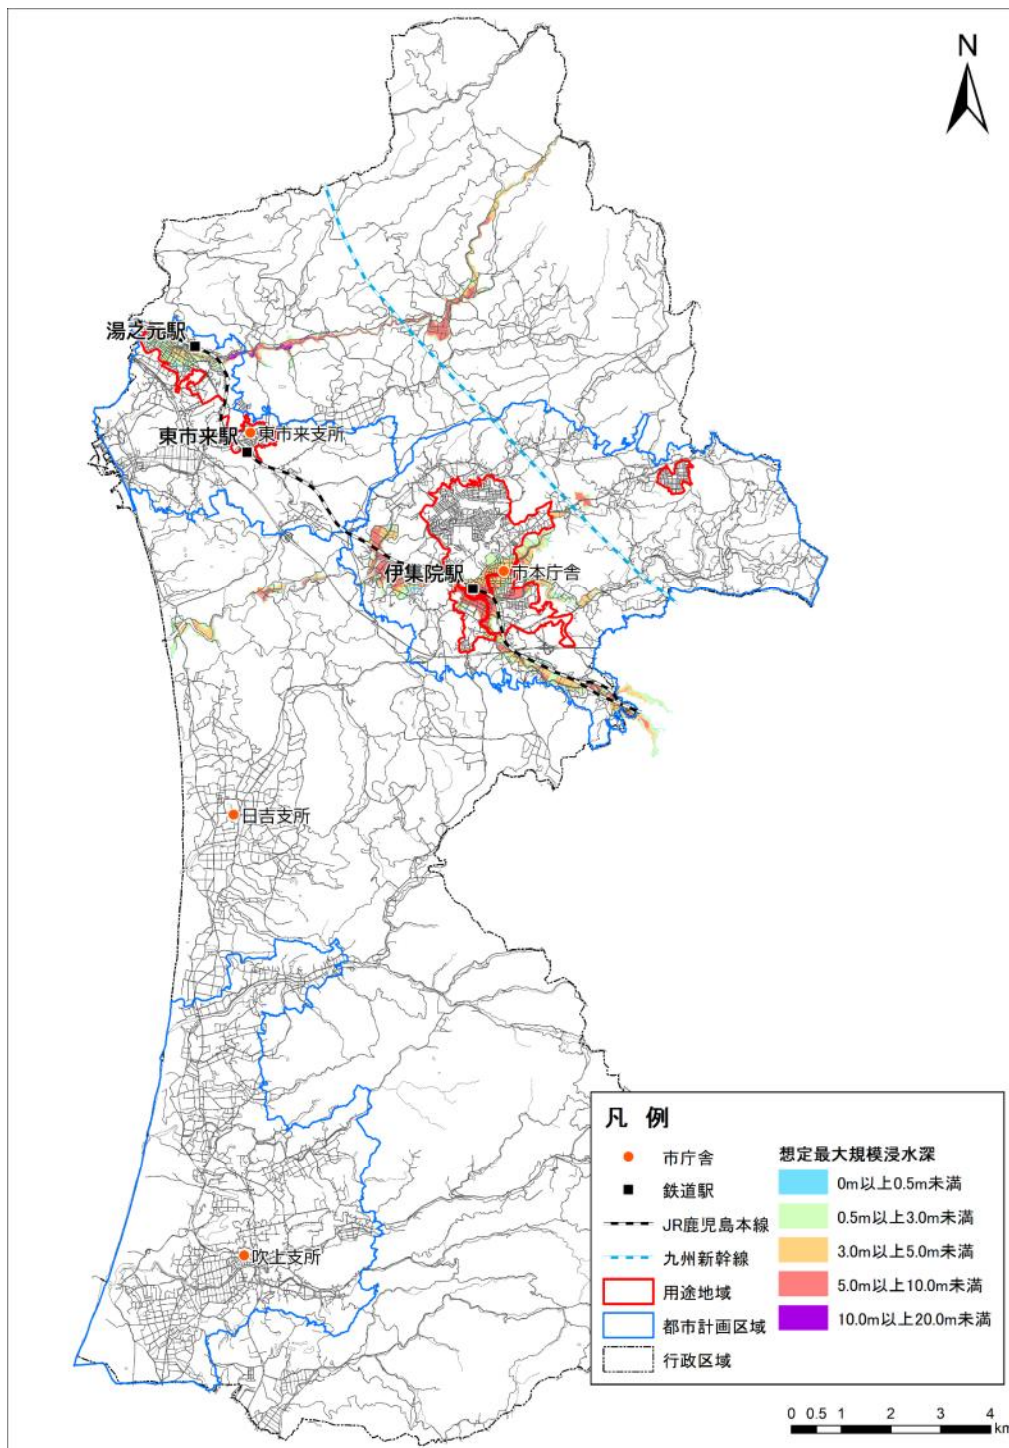 N
湯之元駅
東市来駅
東市来支所
伊集院駅
市本庁舎
日吉支所
吹上支所
凡 例
市庁舎
鉄道駅
JR鹿児島本線
九州新幹線
用途地域
都市計画区域
行政区域
想定最大規模浸水深
0m以上0.5m未満
0.5m以上3.0m未満
3.0m以上5.0m未満
5.0m以上10.0m未満
10.0m以上20.0m未満
0 0.5 1 2 3 4
km